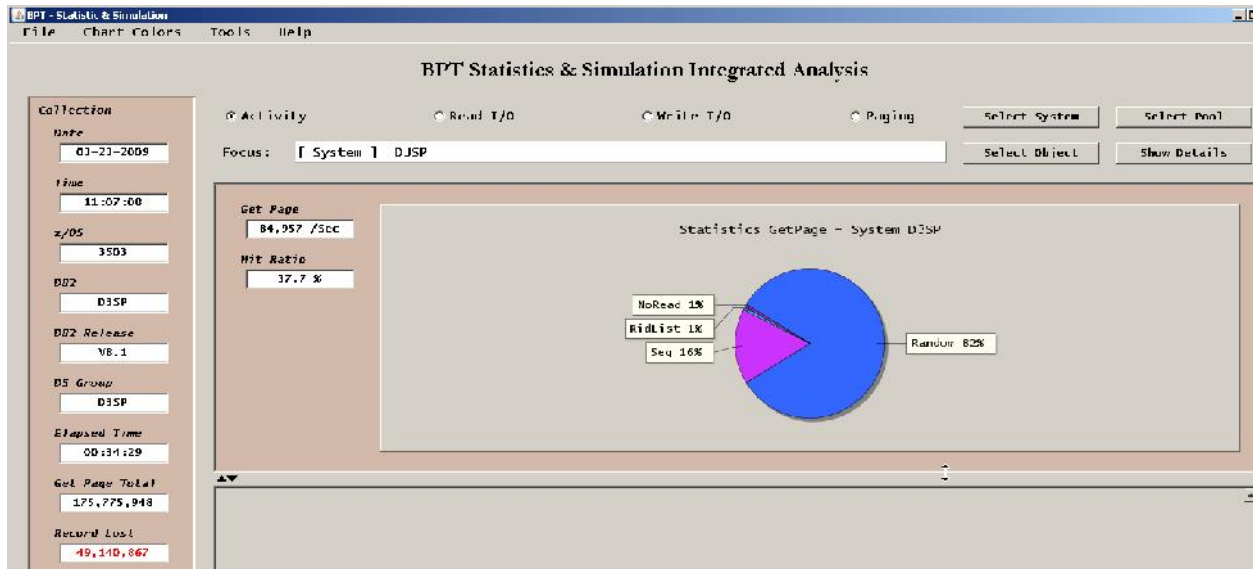 BPT - Statistic & Simulation
File Chart Colors Tools Help
BPT Statistics & Simulation Integrated Analysis
Collection
Date
03-23-2009
Time
11:07:00
z/OS
3SD3
DB2
D3SP
DB2 Release
V8.1
DS Group
D3SP
Elapsed Time
00:34:29
Get Page Total
175,775,948
Record Lost
49,140,867
Activity Read I/O Write I/O Paging Select System Select Pool
Focus: [ System ] D3SP Select Object Show Details
Get Page
84,957 /Sec
Hit Ratio
37.7 %
Statistics GetPage - System D3SP
NoRead 1%
RidList 1%
Seq 16%
Random 82%